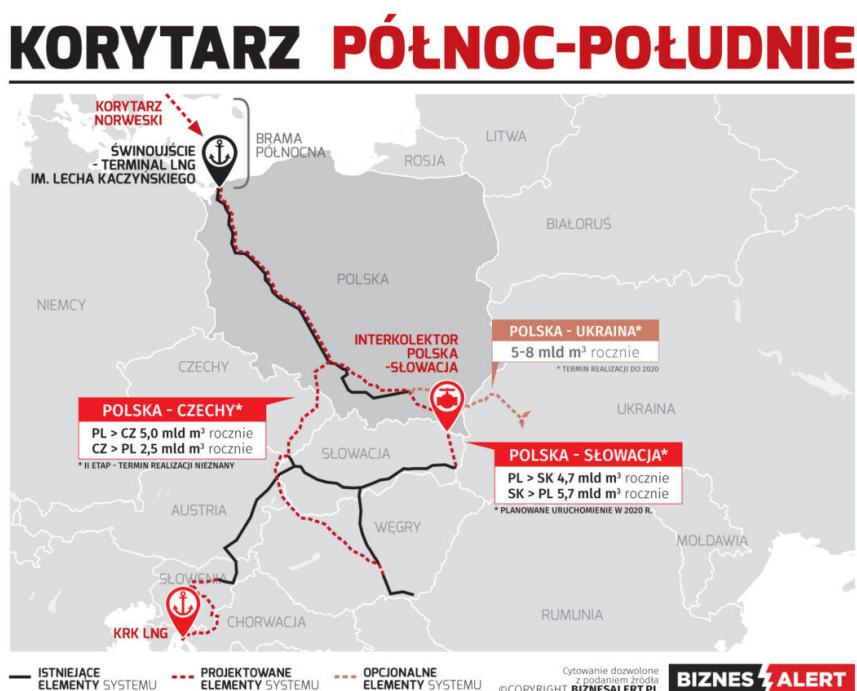 KORYTARZ PÓŁNOC-POŁUDNIE
KORYTARZ
NORWESKI
ŚWINOUJŚCIE
- TERMINAL LNG
IM. LECHA KACZYŃSKIEGO
BRAMA
PÓŁNOCNA
LITWA
ROSJA
BIAŁORUŚ
POLSKA
NIEMCY
INTERKOLEKTOR
POLSKA
-SŁOWACJA
POLSKA - UKRAINA*
5-8 mld m³ rocznie
* TERMIN REALIZACJI DO 2020
CZECHY
UKRAINA
POLSKA - CZECHY*
PL > CZ 5,0 mld m³ rocznie
CZ > PL 2,5 mld m³ rocznie
* II ETAP - TERMIN REALIZACJI NIEZNANY
SŁOWACJA
POLSKA - SŁOWACJA*
PL > SK 4,7 mld m³ rocznie
SK > PL 5,7 mld m³ rocznie
* PLANOWANE URUCHOMIENIE W 2020 R.
AUSTRIA
WĘGRY
MOŁDAWIA
SŁOWENIA
KRK LNG
CHORWACJA
RUMUNIA
ISTNIEJĄCE
ELEMENTY SYSTEMU
PROJEKTOWANE
ELEMENTY SYSTEMU
OPCJONALNE
ELEMENTY SYSTEMU
Cytowanie dozwolone
z podaniem źródła
©COPYRIGHT BIZNESALERT.PL
BIZNES ALERT